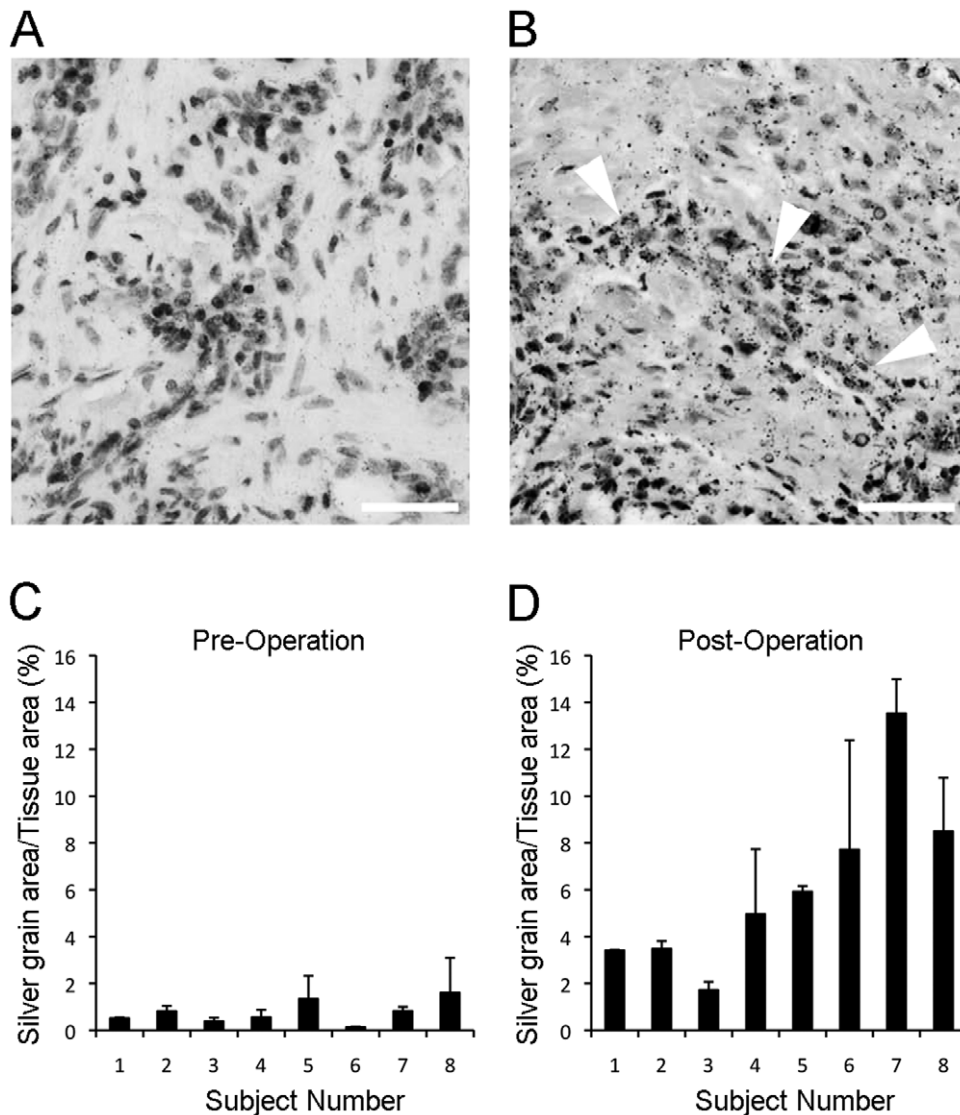 A
B
C
Pre-Operation
Silver grain area/Tissue area (%)
16
14
12
10
8
6
4
2
0
1 2 3 4 5 6 7 8
Subject Number
D
Post-Operation
Silver grain area/Tissue area (%)
16
14
12
10
8
6
4
2
0
1 2 3 4 5 6 7 8
Subject Number